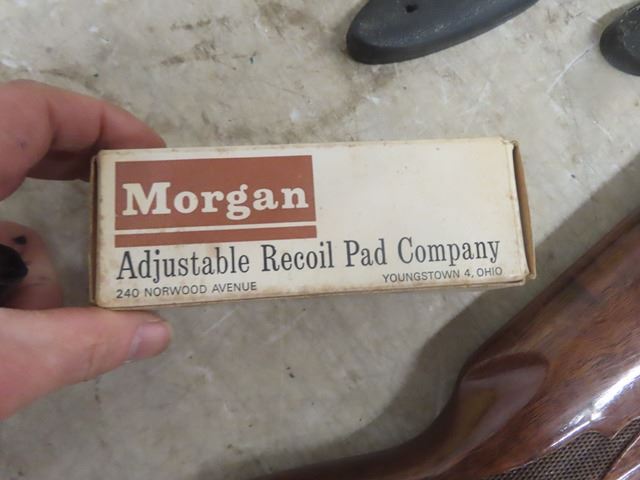 Morgan
Adjustable Recoil Pad Company
240 NORWOOD AVENUE
YOUNGSTOWN 4, OHIO